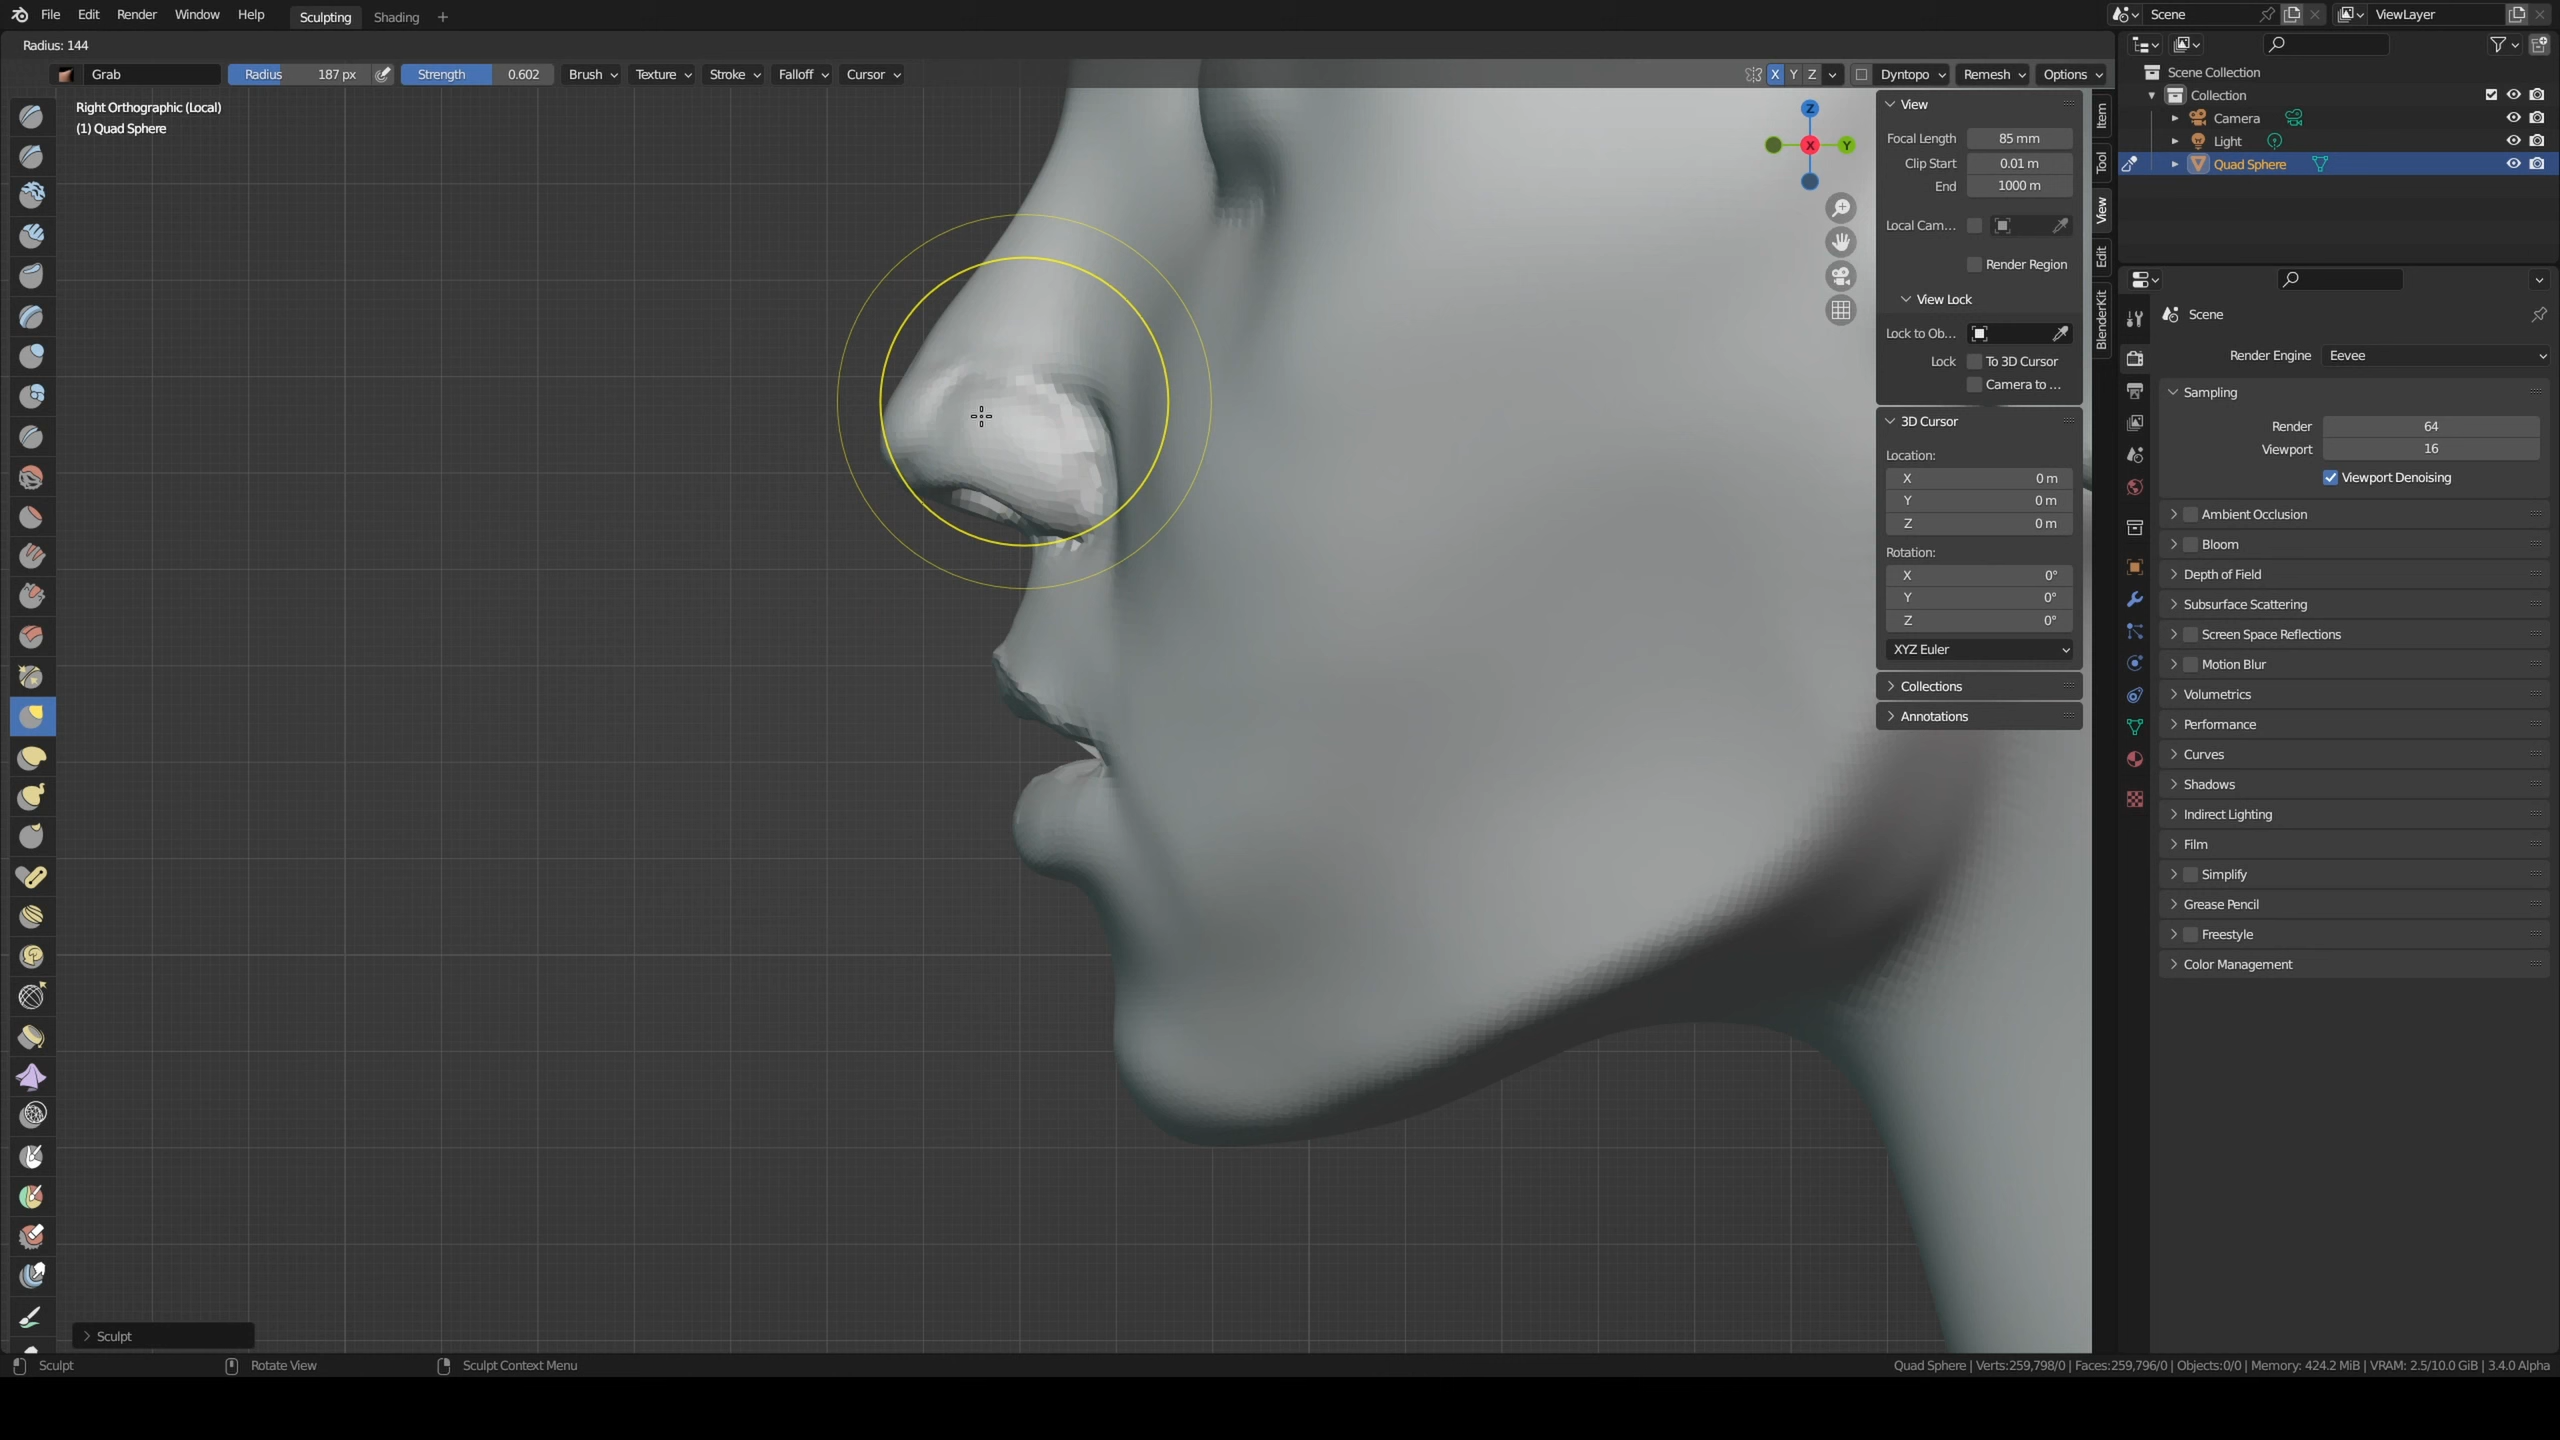 File Edit Render Window Help Sculpting Shading + Scene ViewLayer
Radius: 144
Grab Radius 187 px Strength 0.602 Brush Texture Stroke Falloff Cursor X Y Z Dyntopo Remesh Options
Right Orthographic (Local)
(1) Quad Sphere
Z
X
Y
View
Focal Length 85 mm
Clip Start 0.01 m
End 1000 m
Local Cam...
Render Region
View Lock
Lock to Ob...
Lock To 3D Cursor
Camera to ...
3D Cursor
Location:
X 0 m
Y 0 m
Z 0 m
Rotation:
X 0°
Y 0°
Z 0°
XYZ Euler
Collections
Annotations
Item
Tool
View
Edit
BlenderKit
Scene Collection
Collection
Camera
Light
Quad Sphere
Scene
Render Engine Eevee
Sampling
Render 64
Viewport 16
Viewport Denoising
Ambient Occlusion
Bloom
Depth of Field
Subsurface Scattering
Screen Space Reflections
Motion Blur
Volumetrics
Performance
Curves
Shadows
Indirect Lighting
Film
Simplify
Grease Pencil
Freestyle
Color Management
Sculpt
Sculpt Rotate View Sculpt Context Menu Quad Sphere | Verts:259,798/0 | Faces:259,796/0 | Objects:0/0 | Memory: 424.2 MiB | VRAM: 2.5/10.0 GiB | 3.4.0 Alpha